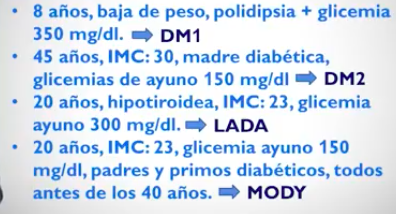 • 8 años, baja de peso, polidipsia + glicemia
350 mg/dl. ➡ DM1
• 45 años, IMC: 30, madre diabética,
glicemias de ayuno 150 mg/dl ➡ DM2
• 20 años, hipotiroidea, IMC: 23, glicemia
ayuno 300 mg/dl. ➡ LADA
• 20 años, IMC: 23, glicemia ayuno 150
mg/dl, padres y primos diabéticos, todos
antes de los 40 años. ➡ MODY